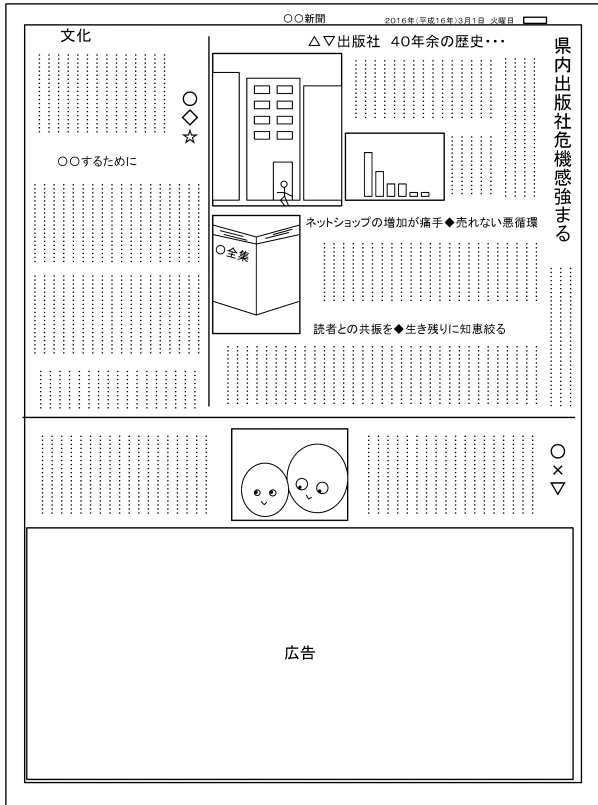 ○○新聞
2016年(平成16年)3月1日 火曜日
県内出版社危機感強まる
△▽出版社 40年余の歴史･･･
ネットショップの増加が痛手◆売れない悪循環
○全集
読者との共振を◆生き残りに知恵絞る
文化
○◇☆
○○するために
○×▽
広告